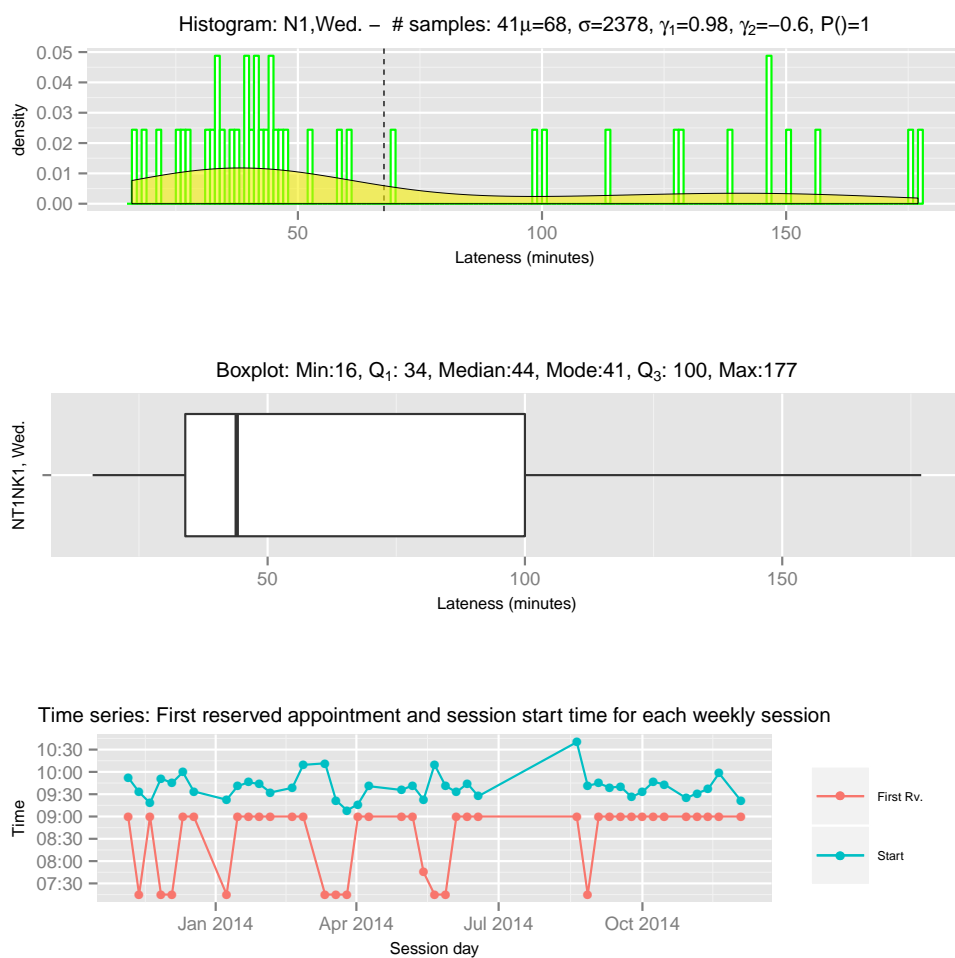 Histogram: N1,Wed. – # samples: 41μ=68, σ=2378, γ₁=0.98, γ₂=−0.6, P()=1
density
0.05
0.04
0.03
0.02
0.01
0.00
50 100 150
Lateness (minutes)
Boxplot: Min:16, Q₁: 34, Median:44, Mode:41, Q₃: 100, Max:177
NT1NK1, Wed.
50 100 150
Lateness (minutes)
Time series: First reserved appointment and session start time for each weekly session
Time
10:30
10:00
09:30
09:00
08:30
08:00
07:30
Jan 2014 Apr 2014 Jul 2014 Oct 2014
Session day
First Rv.
Start